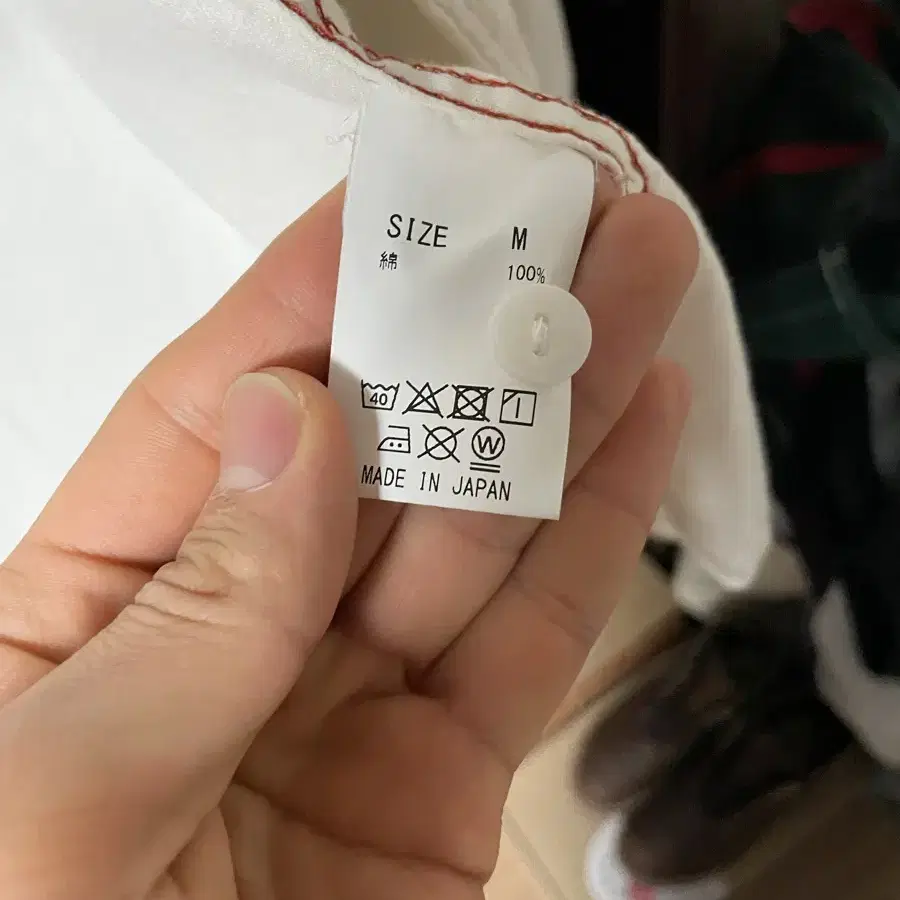 SIZE M
綿 100%
40
W
MADE IN JAPAN